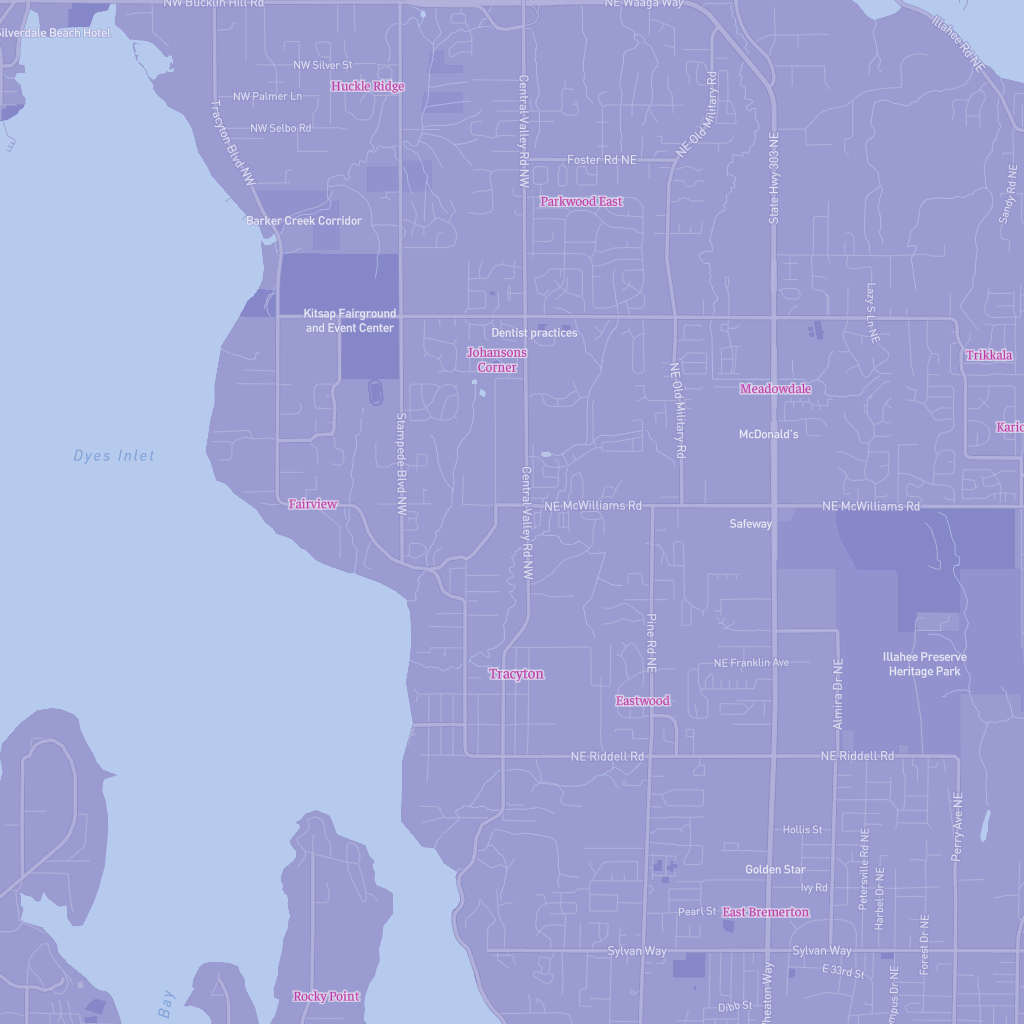 NW Bucklin Hill Rd
NE Waaga Way
Silverdale Beach Hotel
Illahee Rd NE
NW Silver St
Huckle Ridge
NW Palmer Ln
NW Selbo Rd
Tracyton Blvd NW
Central Valley Rd NW
NE Old Military Rd
Foster Rd NE
State Hwy 303 NE
Sandy Rd NE
Parkwood East
Barker Creek Corridor
Kitsap Fairground
and Event Center
Dentist practices
Lazy S Ln NE
Johansons
Corner
Trikkala
Meadowdale
NE Old Military Rd
McDonald's
Dyes Inlet
Stampede Blvd NW
Central Valley Rd NW
Fairview
NE McWilliams Rd
NE McWilliams Rd
Safeway
Pine Rd NE
NE Franklin Ave
Illahee Preserve
Heritage Park
Almira Dr NE
Tracyton
Eastwood
NE Riddell Rd
NE Riddell Rd
Perry Ave NE
Hollis St
Petersville Rd NE
Golden Star
Ivy Rd
Harbel Dr NE
Pearl St
East Bremerton
Forest Dr NE
Sylvan Way
Sylvan Way
E 33rd St
Rocky Point
Bay